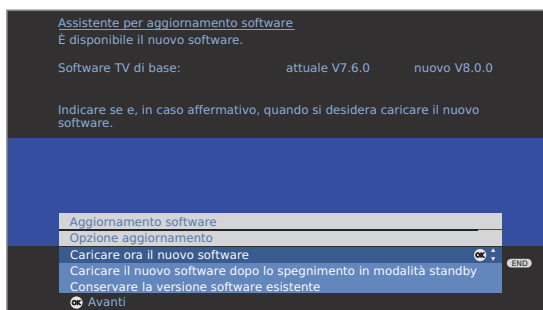 Assistente per aggiornamento software
È disponibile il nuovo software.
Software TV di base: attuale V7.6.0 nuovo V8.0.0
Indicare se e, in caso affermativo, quando si desidera caricare il nuovo
software.
Aggiornamento software
Opzione aggiornamento
Caricare ora il nuovo software OK
Caricare il nuovo software dopo lo spegnimento in modalità standby
END
Conservare la versione software esistente
OK Avanti